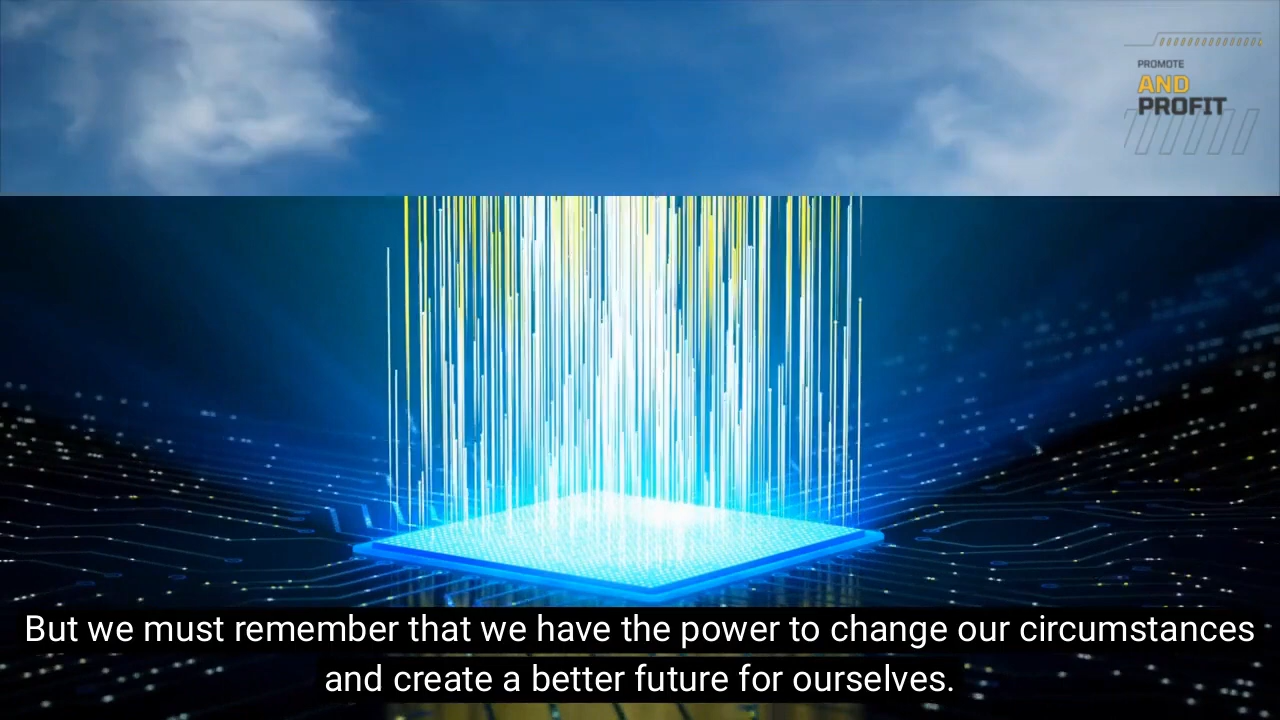 PROMOTE
AND
PROFIT
But we must remember that we have the power to change our circumstances
and create a better future for ourselves.